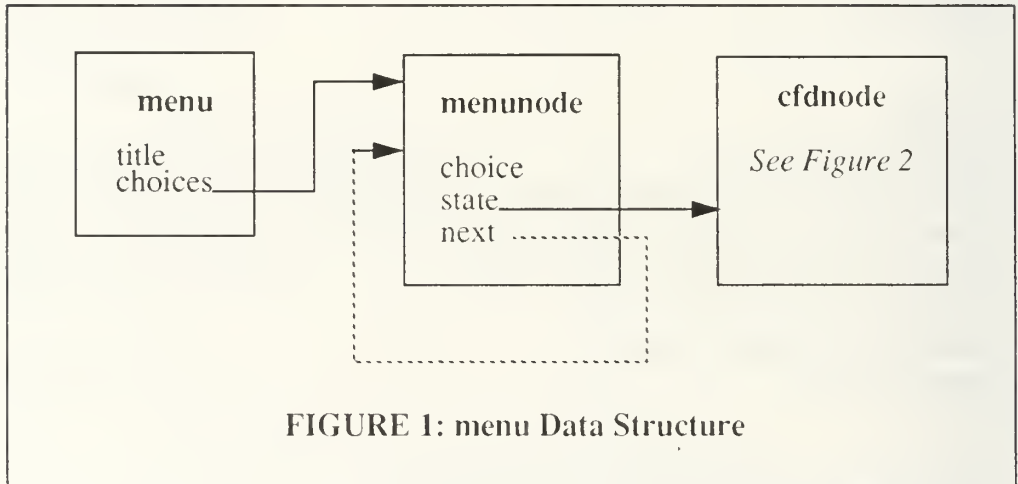 menu
title
choices
menunode
choice
state
next
cfdnode
See Figure 2
FIGURE 1: menu Data Structure